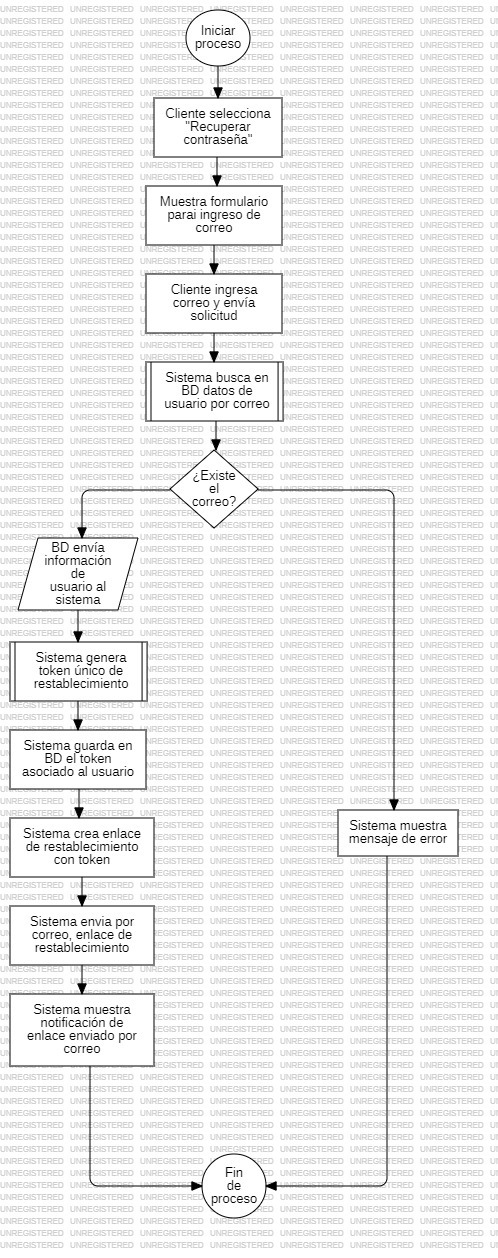 Iniciar
proceso
Cliente selecciona
"Recuperar
contraseña"
Muestra formulario
parai ingreso de
correo
Cliente ingresa
correo y envía
solicitud
Sistema busca en
BD datos de
usuario por correo
¿Existe
el
correo?
BD envía
información
de
usuario al
sistema
Sistema genera
token único de
restablecimiento
Sistema guarda en
BD el token
asociado al usuario
Sistema crea enlace
de restablecimiento
con token
Sistema envia por
correo, enlace de
restablecimiento
Sistema muestra
notificación de
enlace enviado por
correo
Sistema muestra
mensaje de error
Fin
de
proceso
UNREGISTERED